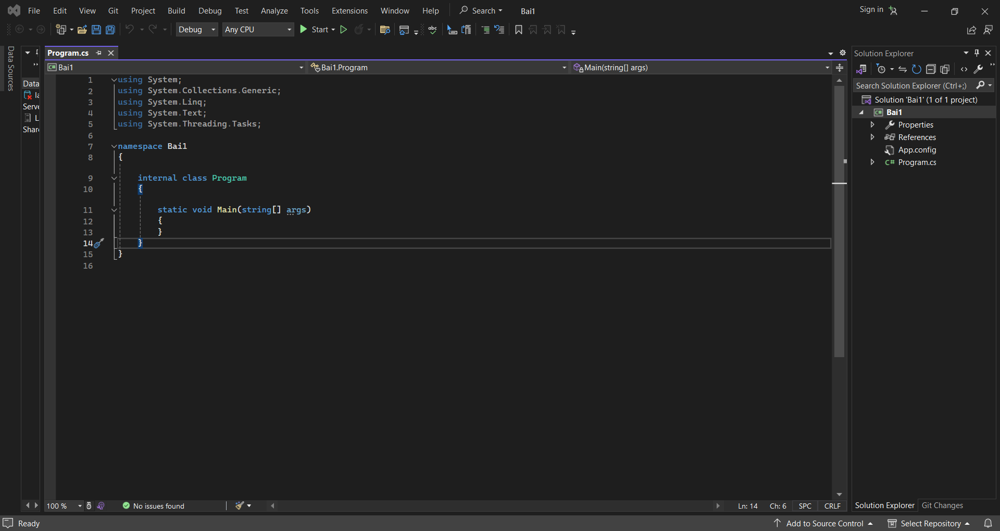 File Edit View Git Project Build Debug Test Analyze Tools Extensions Window Help Search Bai1 Sign in
Debug Any CPU Start
Data Sources
Program.cs
Bai1 Bai1.Program Main(string[] args)
Data
Serve
L
Share
1 using System;
2 using System.Collections.Generic;
3 using System.Linq;
4 using System.Text;
5 using System.Threading.Tasks;
6
7 namespace Bai1
8 {
9 internal class Program
10 {
11 static void Main(string[] args)
12 {
13 }
14 }
15 }
16
Solution Explorer
Search Solution Explorer (Ctrl+;)
Solution 'Bai1' (1 of 1 project)
Bai1
Properties
References
App.config
C# Program.cs
100 % No issues found Ln: 14 Ch: 6 SPC CRLF
Solution Explorer Git Changes
Ready Add to Source Control Select Repository